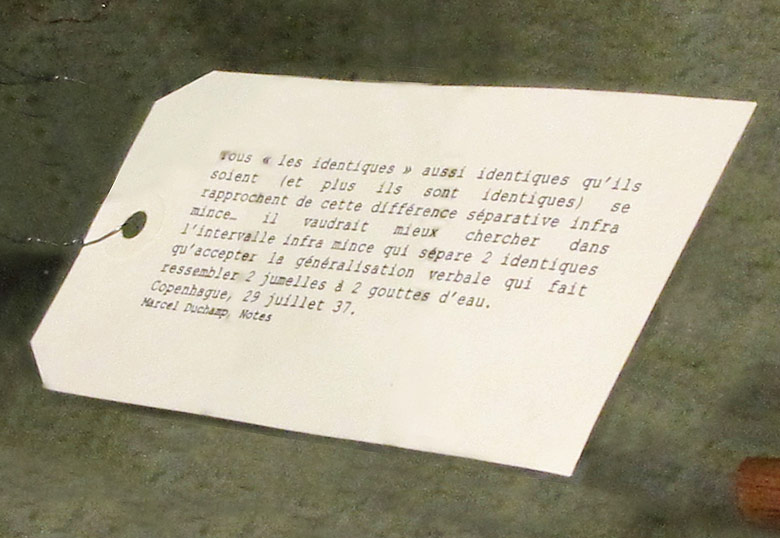 Tous « les identiques » aussi identiques qu'ils
soient (et plus ils sont identiques) se
rapprochent de cette différence séparative infra
mince… il vaudrait mieux chercher dans
l'intervalle infra mince qui sépare 2 identiques
qu'accepter la généralisation verbale qui fait
ressembler 2 jumelles à 2 gouttes d'eau.
Copenhague, 29 juillet 37.
Marcel Duchamp, Notes